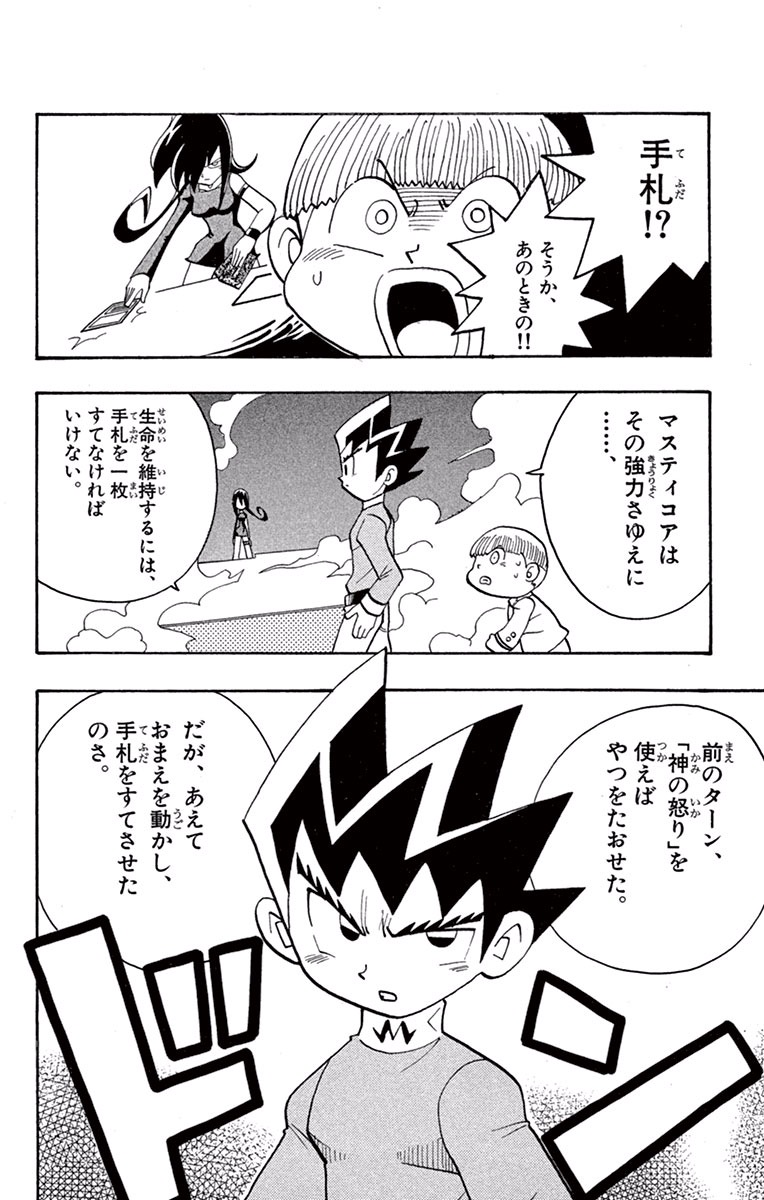 手札!?
そうか、
あのときの!!
マスティコアは
その強力さゆえに
……、
生命を維持するには、
手札を一枚
すてなければ
いけない。
前のターン、
「神の怒り」を
使えば
やつをたおせた。
だが、あえて
おまえを動かし、
手札をすてさせた
のさ。
ドン